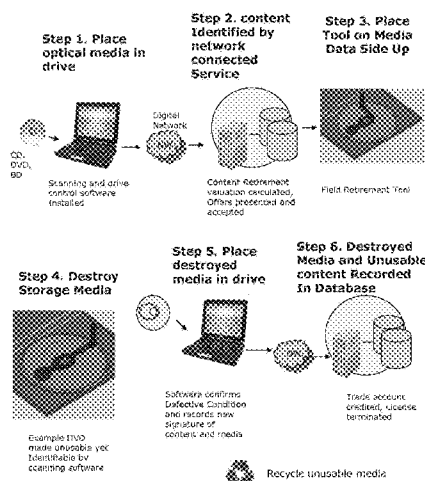 Step 1. Place
optical media in
drive
Step 2. content
Identified by
network
connected
Service
Step 3. Place
Tool on Media
Data Side Up
Digital
Network
CD,
DVD,
BD
Scanning and drive
control software
installed
Content Retirement
valuation calculated,
Offers presented and
accepted
Field Retirement Tool
Step 4. Destroy
Storage Media
Step 5. Place
destroyed
media in drive
Step 6. Destroyed
Media and Unusable
content Recorded
In Database
Software confirms
Defective Condition
and records new
signature of
content and media
Trade account
credited, License
terminated
Example
made unusable yet
Identifiable by
scanning software
Recycle unusable media